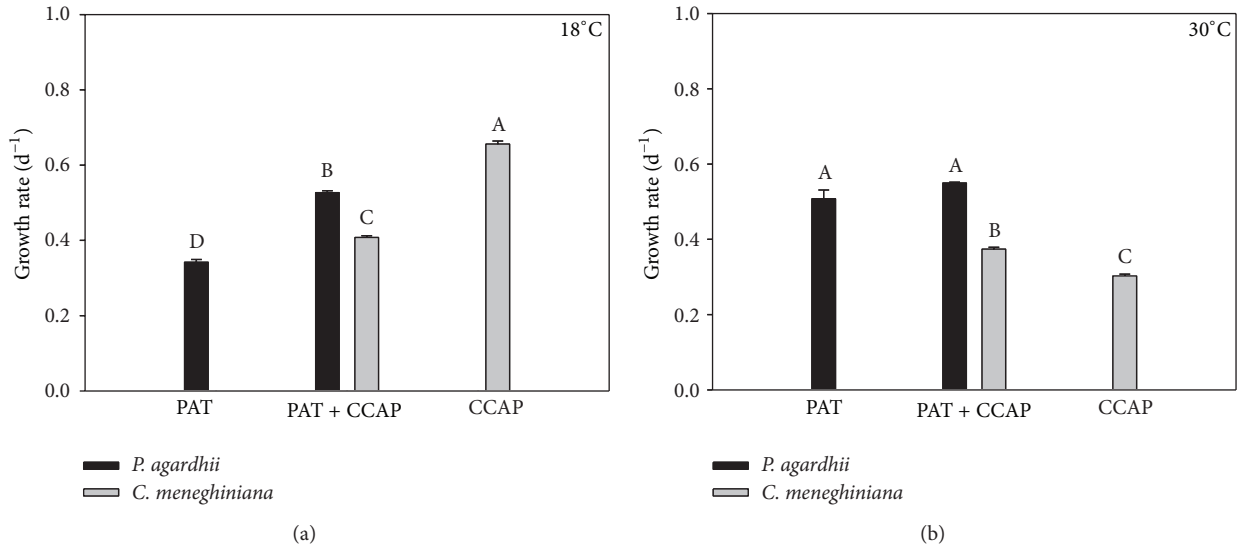 1.0
0.8
0.6
0.4
0.2
0.0
Growth rate (d⁻¹)
18°C
D
B
C
A
PAT
PAT + CCAP
CCAP
P. agardhii
C. meneghiniana
(a)
1.0
0.8
0.6
0.4
0.2
0.0
Growth rate (d⁻¹)
30°C
A
A
B
C
PAT
PAT + CCAP
CCAP
P. agardhii
C. meneghiniana
(b)